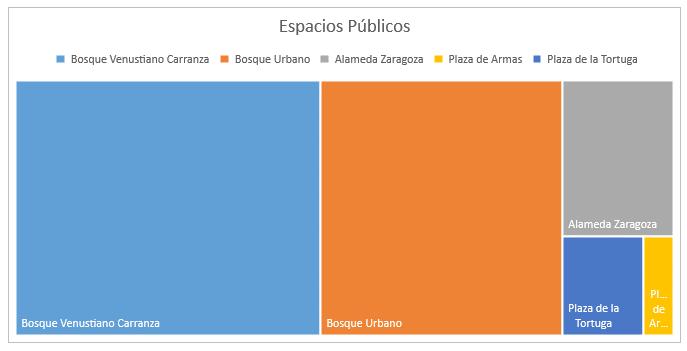 Espacios Públicos
Bosque Venustiano Carranza Bosque Urbano Alameda Zaragoza Plaza de Armas Plaza de la Tortuga
Alameda Zaragoza
Bosque Venustiano Carranza
Bosque Urbano
Plaza de la
Tortuga
Pl...
de
Ar...